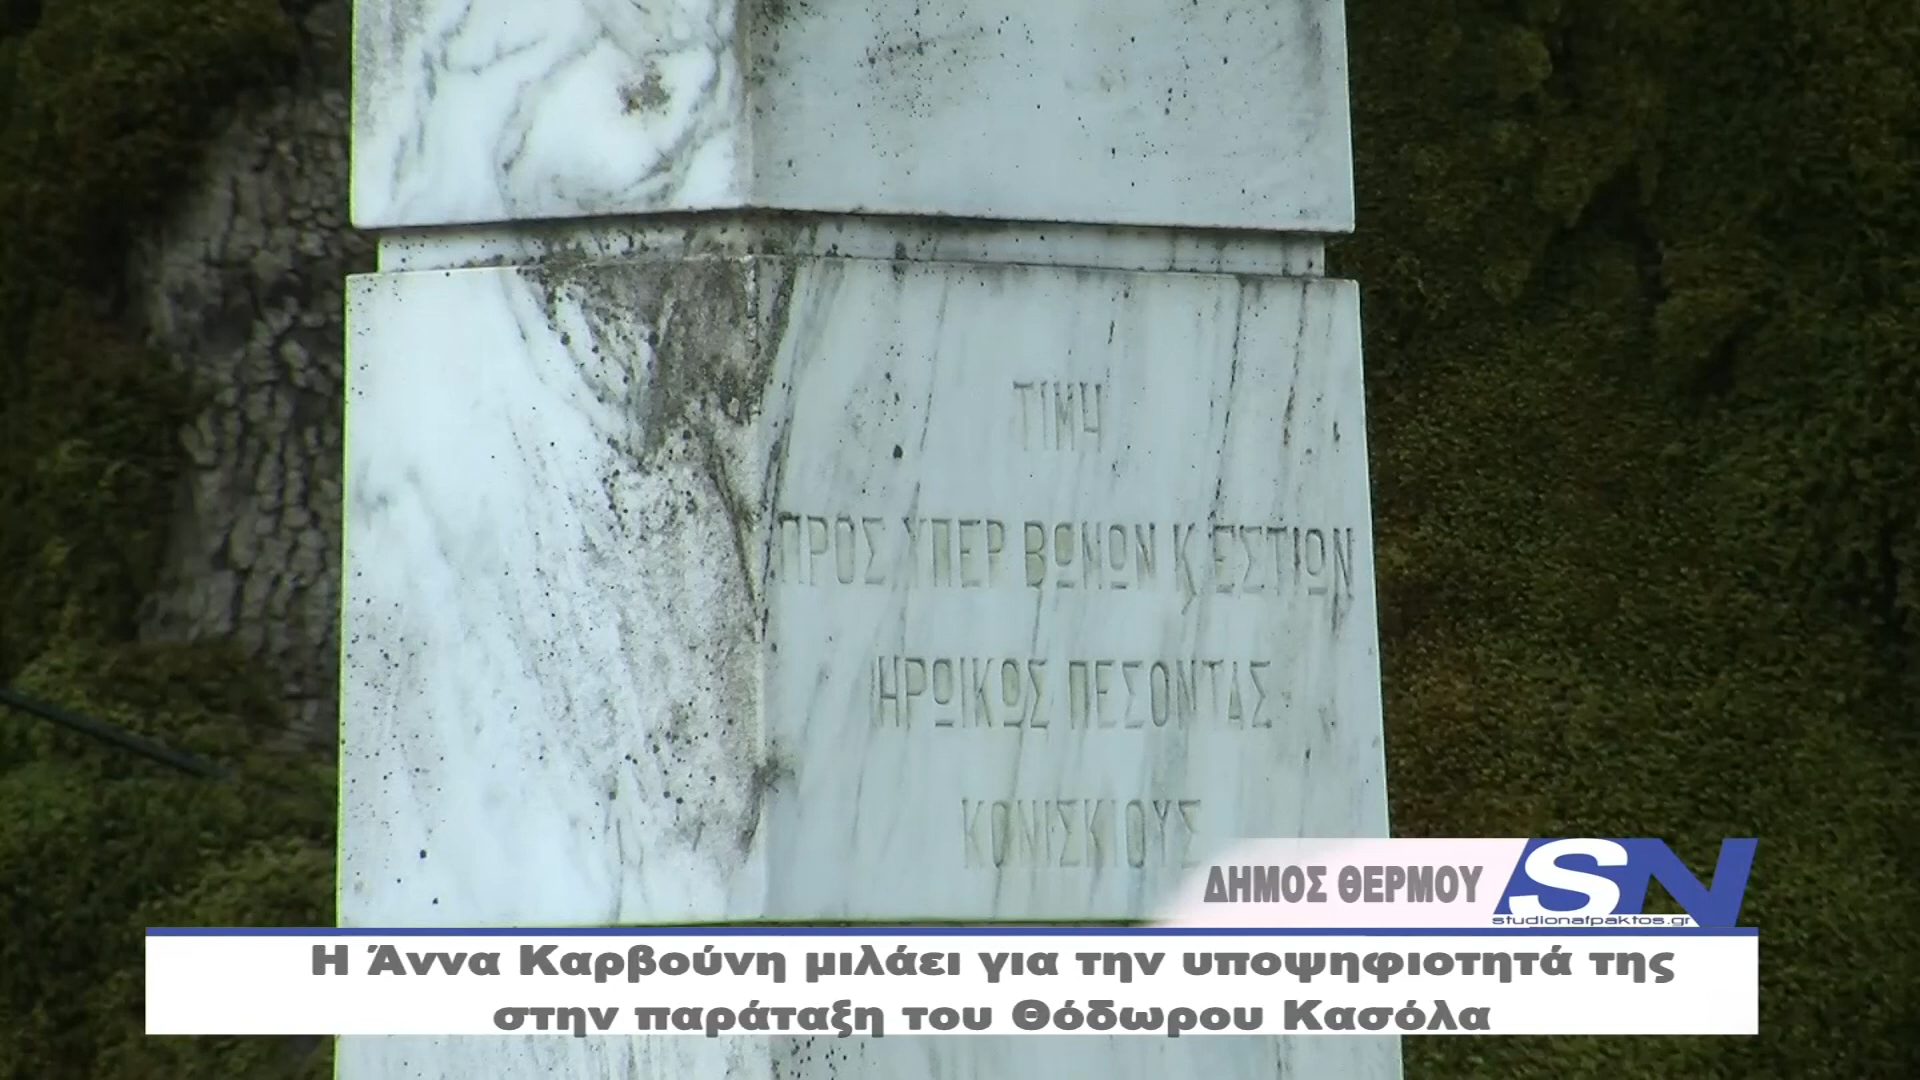 ΤΙΜΗ
ΠΡΟΣ ΥΠΕΡ ΒΩΜΩΝ Κ ΕΣΤΙΩΝ
ΗΡΩΙΚΩΣ ΠΕΣΟΝΤΑΣ
ΚΟΝΙΣΚΙΟΥΣ
ΔΗΜΟΣ ΘΕΡΜΟΥ
SN
studionafpaktos.gr
Η Άννα Καρβούνη μιλάει για την υποψηφιοτητά της
στην παράταξη του Θόδωρου Κασόλα